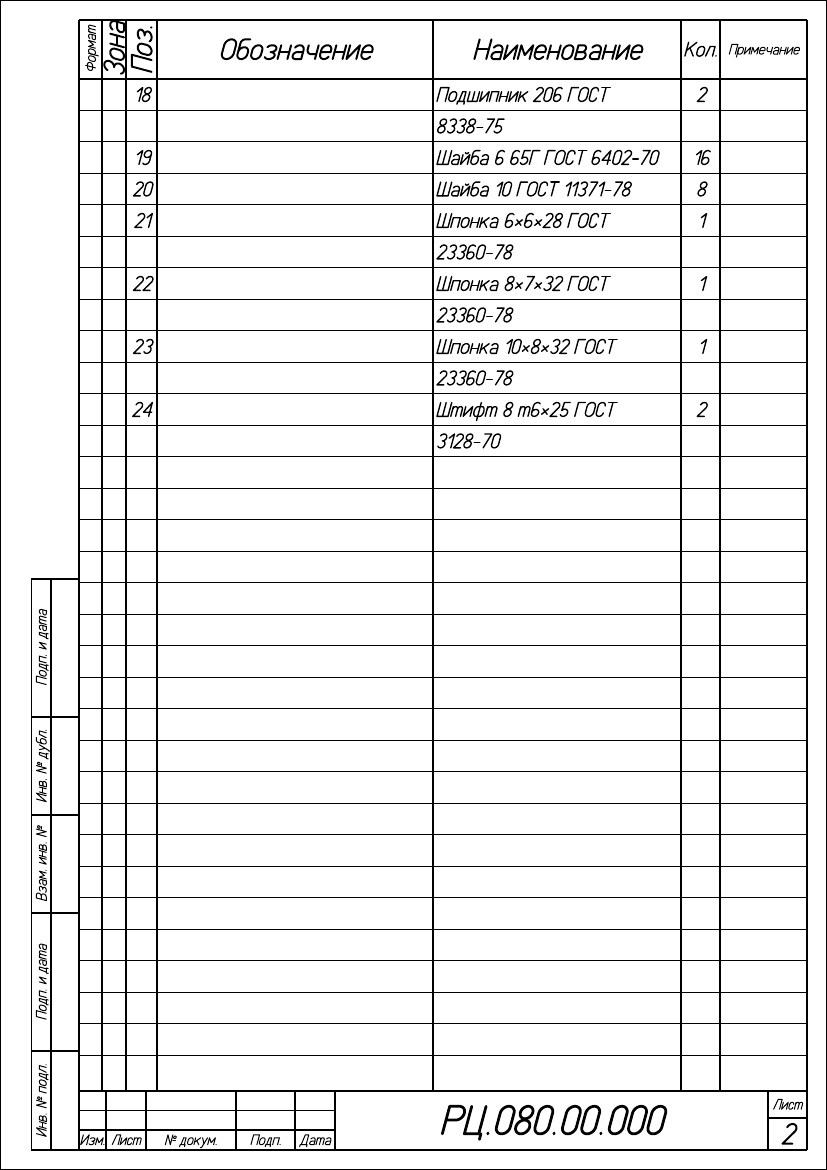 Формат Зона Поз. Обозначение Наименование Кол. Примечание
18 Подшипник 206 ГОСТ 2
8338-75
19 Шайба 6 65Г ГОСТ 6402-70 16
20 Шайба 10 ГОСТ 11371-78 8
21 Шпонка 6×6×28 ГОСТ 1
23360-78
22 Шпонка 8×7×32 ГОСТ 1
23360-78
23 Шпонка 10×8×32 ГОСТ 1
23360-78
24 Штифт 8 m6×25 ГОСТ 2
3128-70
Подп. и дата
Инв. № дубл.
Взам. инв. №
Подп. и дата
Инв. № подл.
РЦ.080.00.000
Лист
2
Изм. Лист № докум. Подп. Дата